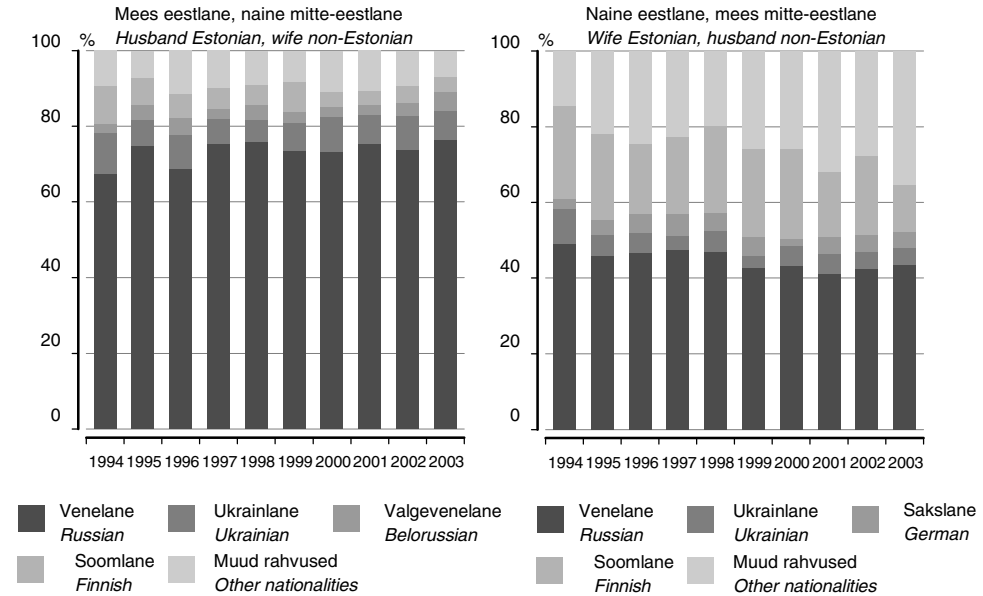 Mees eestlane, naine mitte-eestlane
Husband Estonian, wife non-Estonian
%
100
80
60
40
20
0
1994 1995 1996 1997 1998 1999 2000 2001 2002 2003
Venelane
Russian
Ukrainlane
Ukrainian
Valgevenelane
Belorussian
Soomlane
Finnish
Muud rahvused
Other nationalities
Naine eestlane, mees mitte-eestlane
Wife Estonian, husband non-Estonian
%
100
80
60
40
20
0
1994 1995 1996 1997 1998 1999 2000 2001 2002 2003
Venelane
Russian
Ukrainlane
Ukrainian
Sakslane
German
Soomlane
Finnish
Muud rahvused
Other nationalities